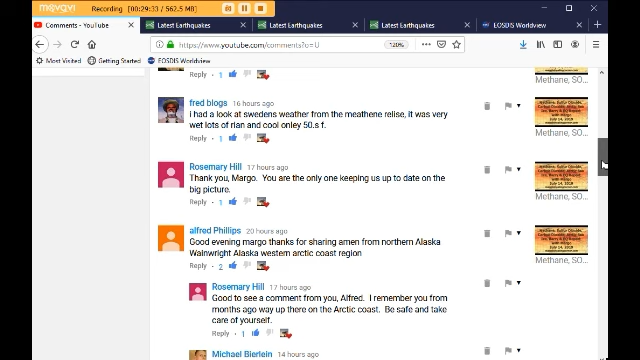 movavi Recording (00:29:33 / 562.5 MB)
Comments - YouTube Latest Earthquakes Latest Earthquakes Latest Earthquakes EOSDIS Worldview
https://www.youtube.com/comments?o=U 120%
Most Visited Getting Started EOSDIS Worldview
Reply 1
Methane, SO...
fred blogs 16 hours ago
i had a look at swedens weather from the meathene relise, it was very
wet lots of rian and cool onley 50.s f.
Reply 1
Methane, SO...
Rosemary Hill 17 hours ago
Thank you, Margo. You are the only one keeping us up to date on the
big picture.
Reply 1
Methane, SO...
alfred Phillips 20 hours ago
Good evening margo thanks for sharing amen from northern Alaska
Wainwright Alaska western arctic coast region
Reply 2
Methane, SO...
Rosemary Hill 17 hours ago
Good to see a comment from you, Alfred. I remember you from
months ago way up there on the Arctic coast. Be safe and take
care of yourself.
Reply 1
Michael Bierlein 14 hours ago